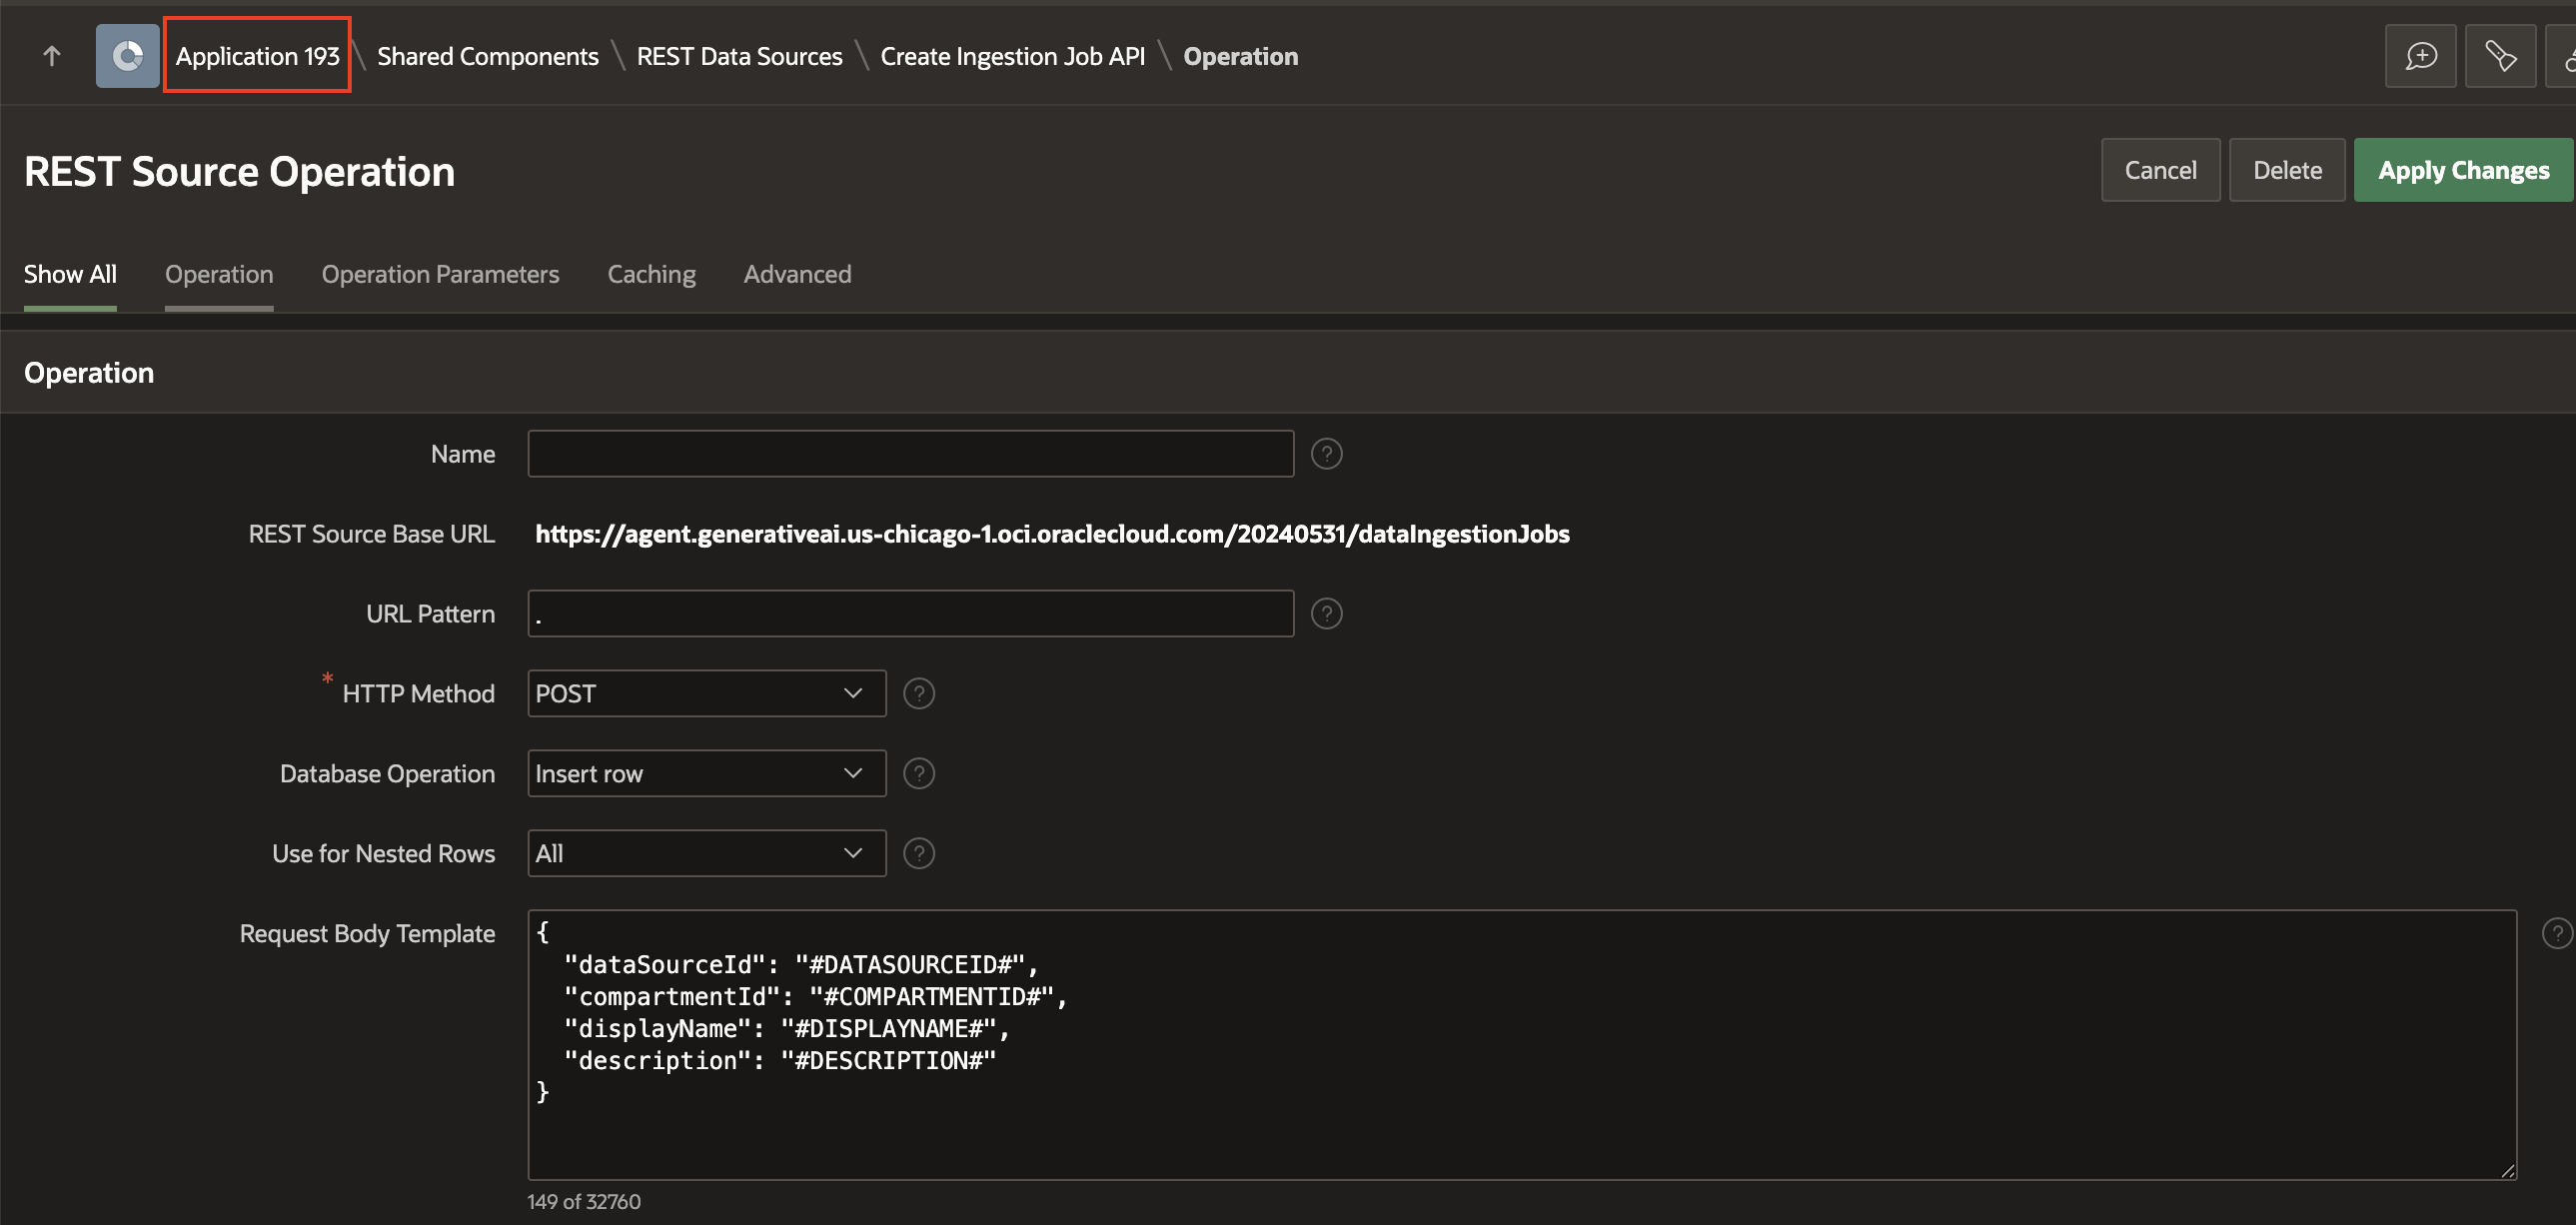 Application 193 \ Shared Components \ REST Data Sources \ Create Ingestion Job API \ Operation
REST Source Operation
Cancel Delete Apply Changes
Show All Operation Operation Parameters Caching Advanced
Operation
Name
REST Source Base URL https://agent.generativeai.us-chicago-1.oci.oraclecloud.com/20240531/dataIngestionJobs
URL Pattern .
* HTTP Method POST
Database Operation Insert row
Use for Nested Rows All
Request Body Template {
"dataSourceId": "#DATASOURCEID#",
"compartmentId": "#COMPARTMENTID#",
"displayName": "#DISPLAYNAME#",
"description": "#DESCRIPTION#"
}
149 of 32760